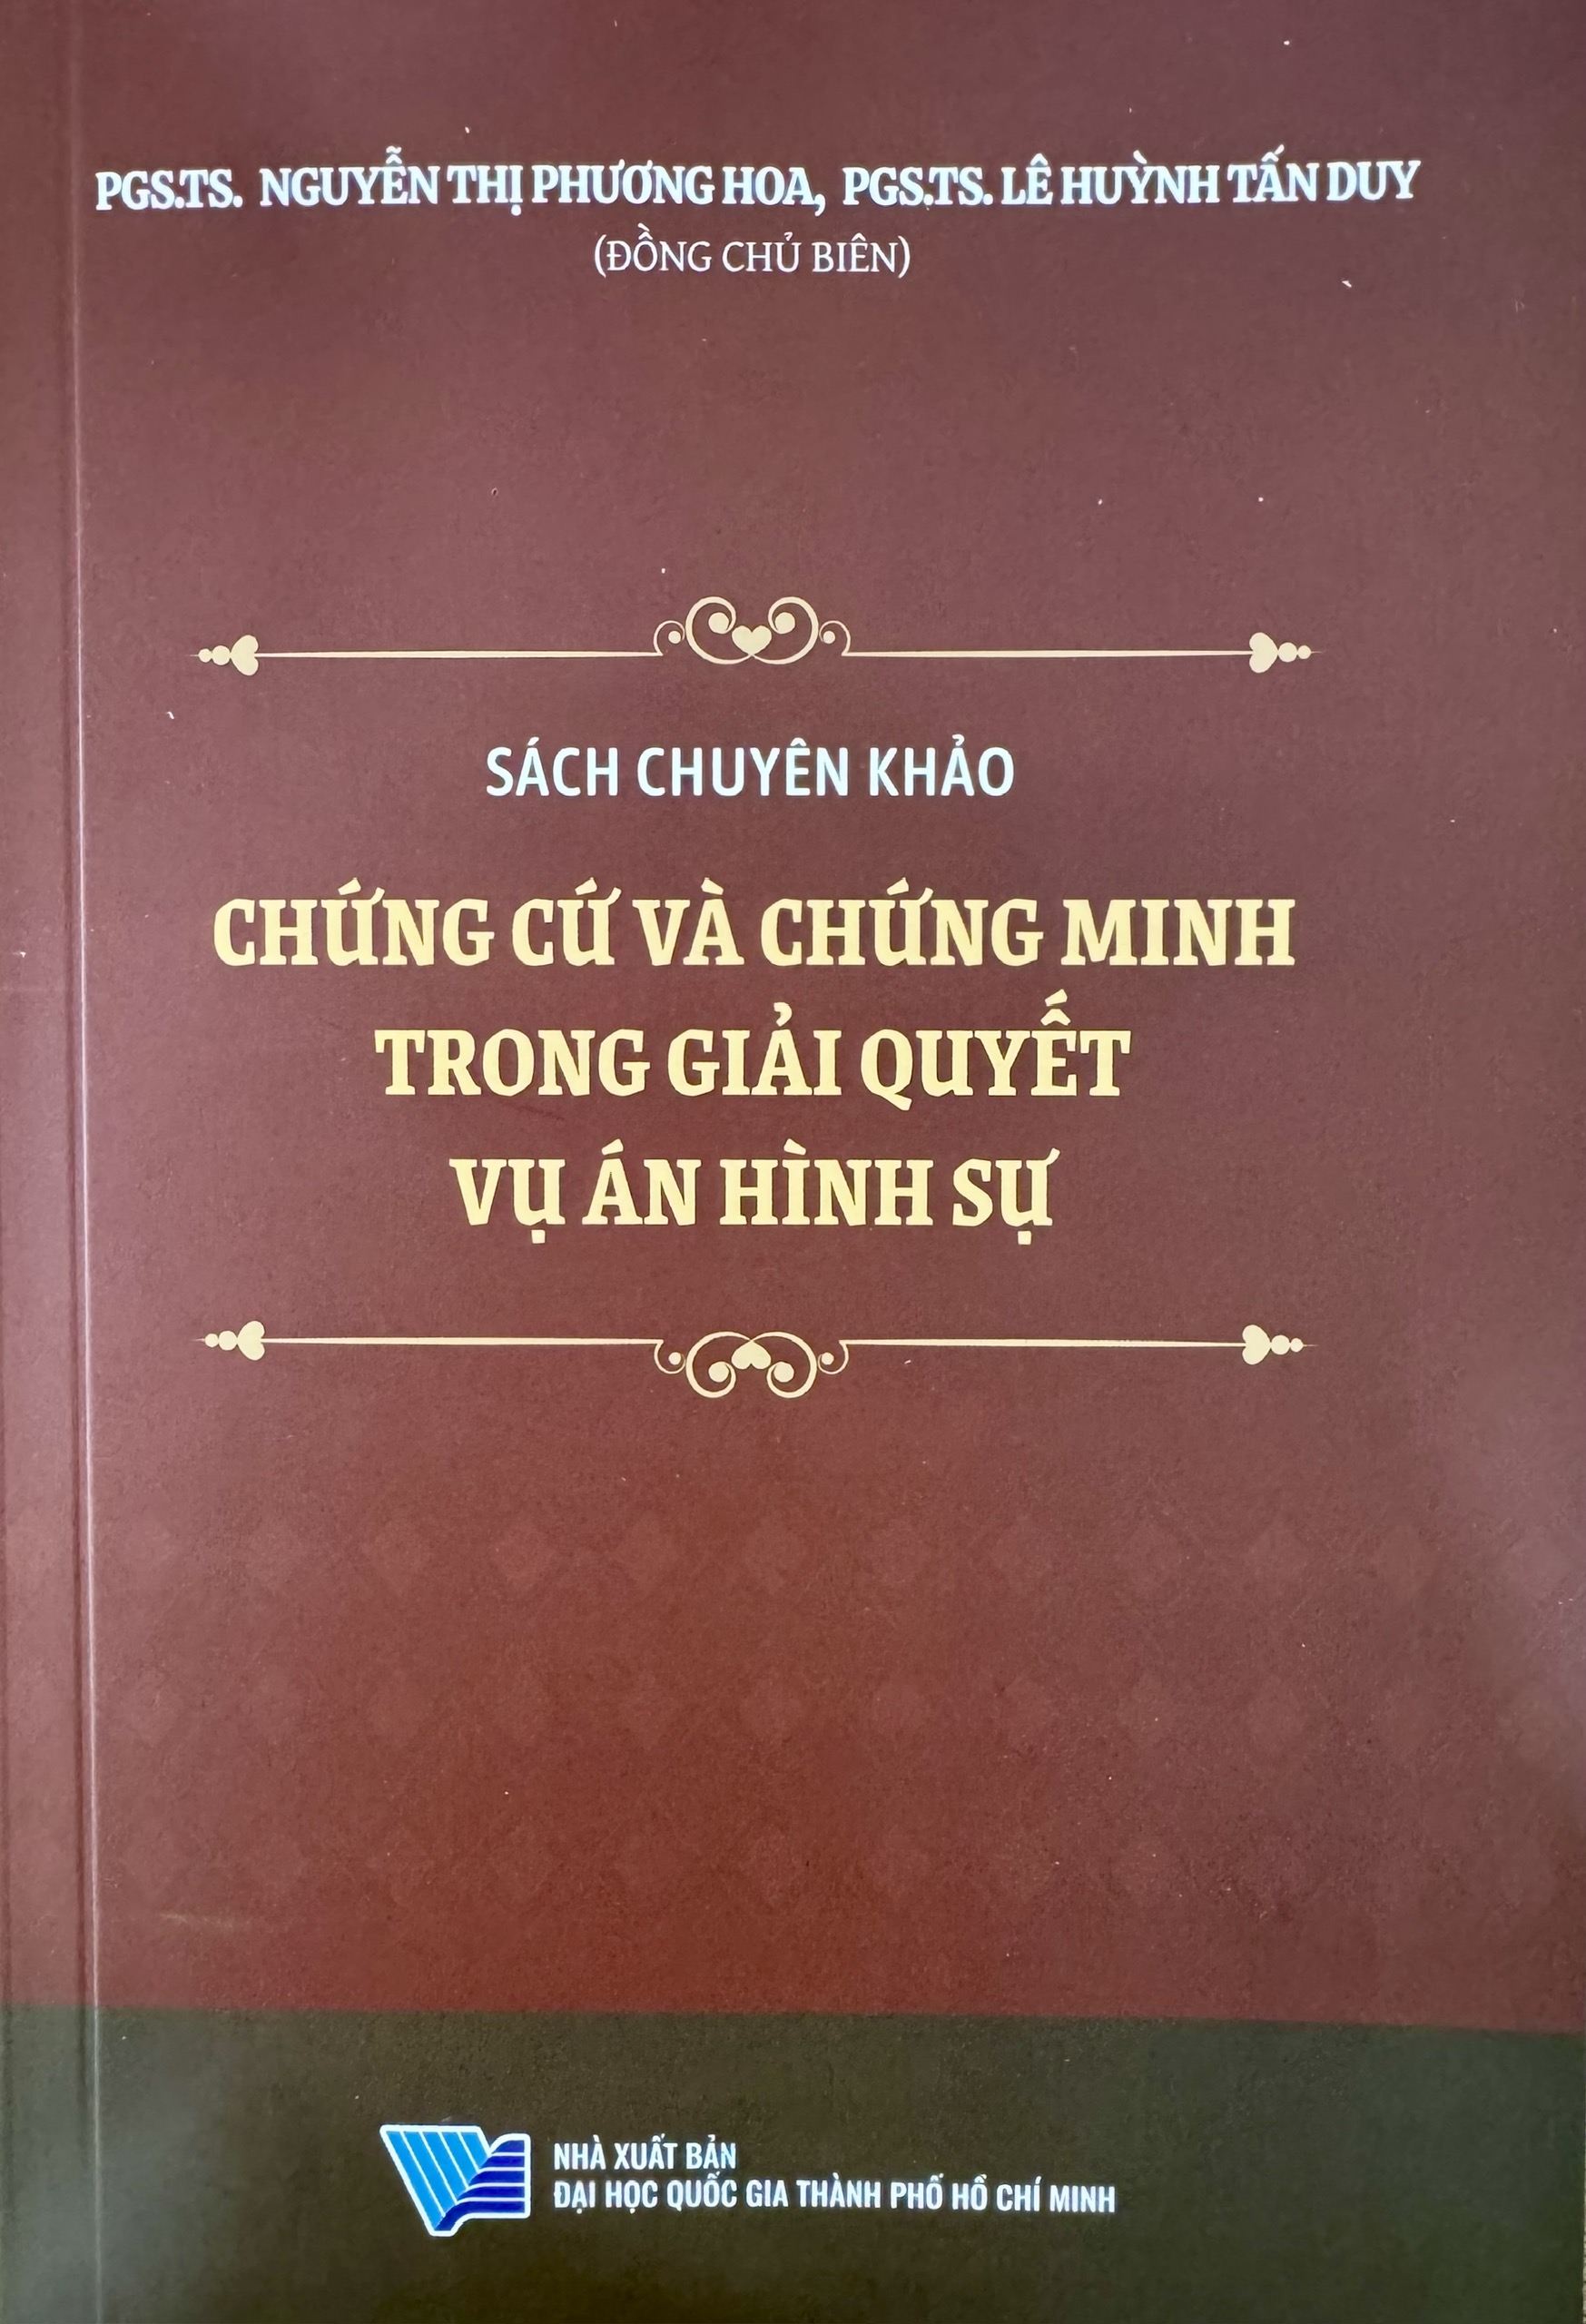 PGS.TS. NGUYỄN THỊ PHƯƠNG HOA, PGS.TS. LÊ HUỲNH TẤN DUY
(ĐỒNG CHỦ BIÊN)
SÁCH CHUYÊN KHẢO
CHỨNG CỨ VÀ CHỨNG MINH
TRONG GIẢI QUYẾT
VỤ ÁN HÌNH SỰ
NHÀ XUẤT BẢN
ĐẠI HỌC QUỐC GIA THÀNH PHỐ HỒ CHÍ MINH